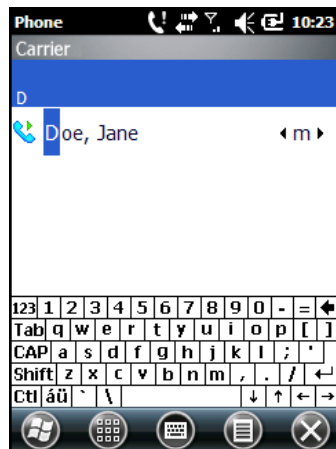 Phone 10:23
Carrier
D
Doe, Jane m
123 1 2 3 4 5 6 7 8 9 0 - =
Tab q w e r t y u i o p [ ]
CAP a s d f g h j k l ; '
Shift z x c v b n m , . /
Ctl áü ` \